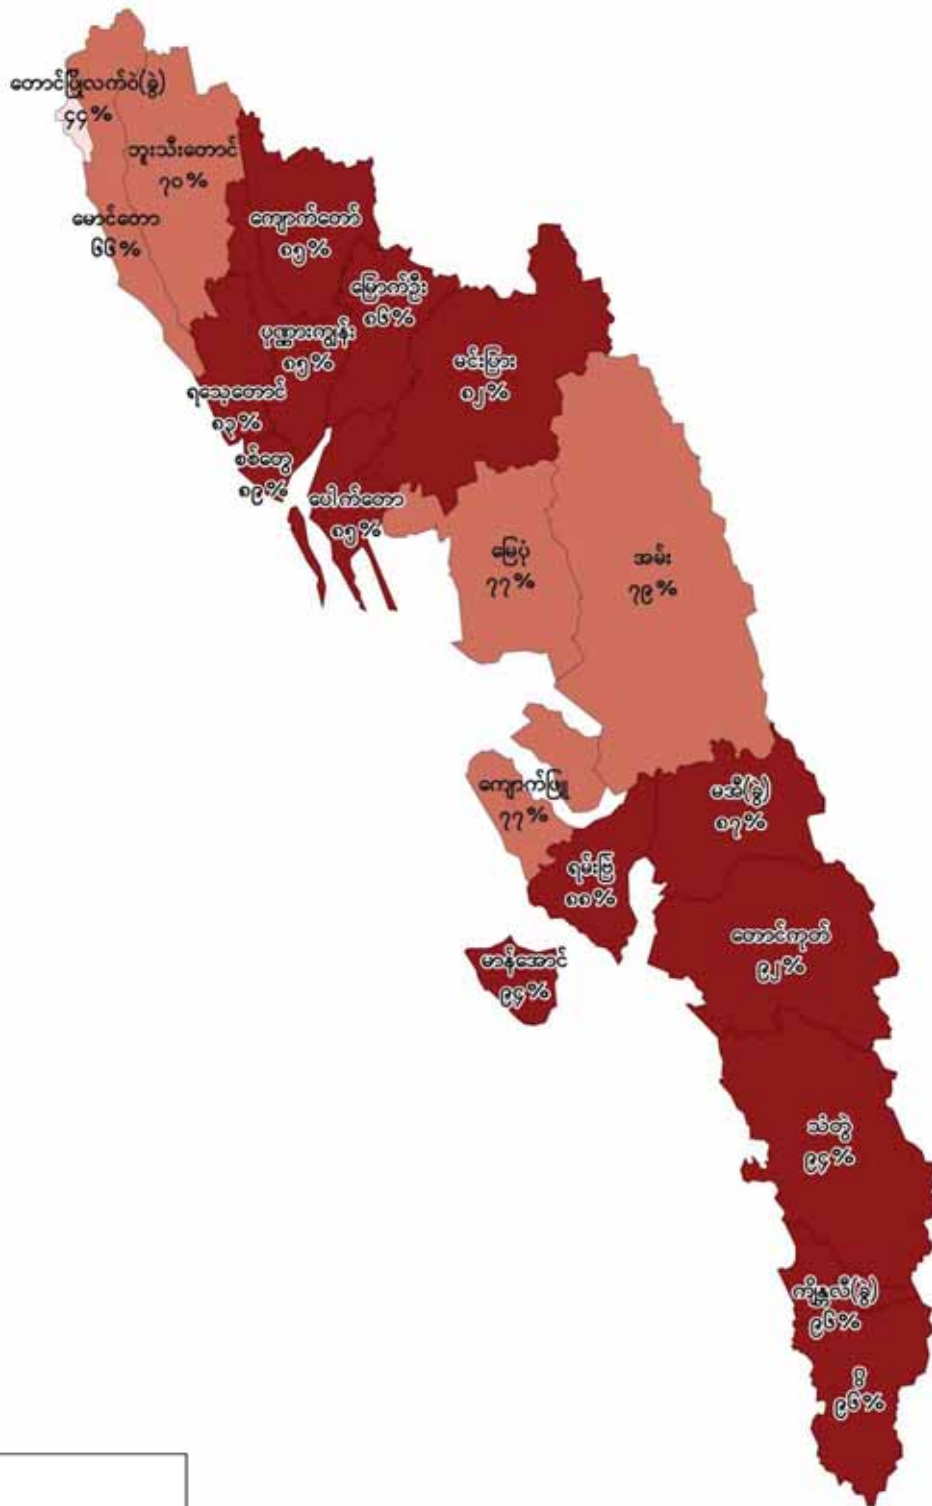 တောင်ပြိုလက်ဝဲ(ခွဲ)
၄၄%
ဘူးသီးတောင်
၇၀%
မောင်တော
၆၆%
ကျောက်တော်
၈၅%
မြောက်ဦး
၈၆%
ပုဏ္ဏားကျွန်း
၈၅%
မင်းပြား
၈၂%
ရသေ့တောင်
၈၃%
စစ်တွေ
၈၉%
ပေါက်တော
၈၅%
မြေပုံ
၇၇%
အမ်း
၇၉%
ကျောက်ဖြူ
၇၇%
မအီ(ခွဲ)
၈၇%
ရမ်းဗြဲ
၈၈%
တောင်ကုတ်
၉၂%
မာန်အောင်
၉၄%
သံတွဲ
၉၄%
ကျိန္တလီ(ခွဲ)
၉၆%
ဂွ
၉၆%